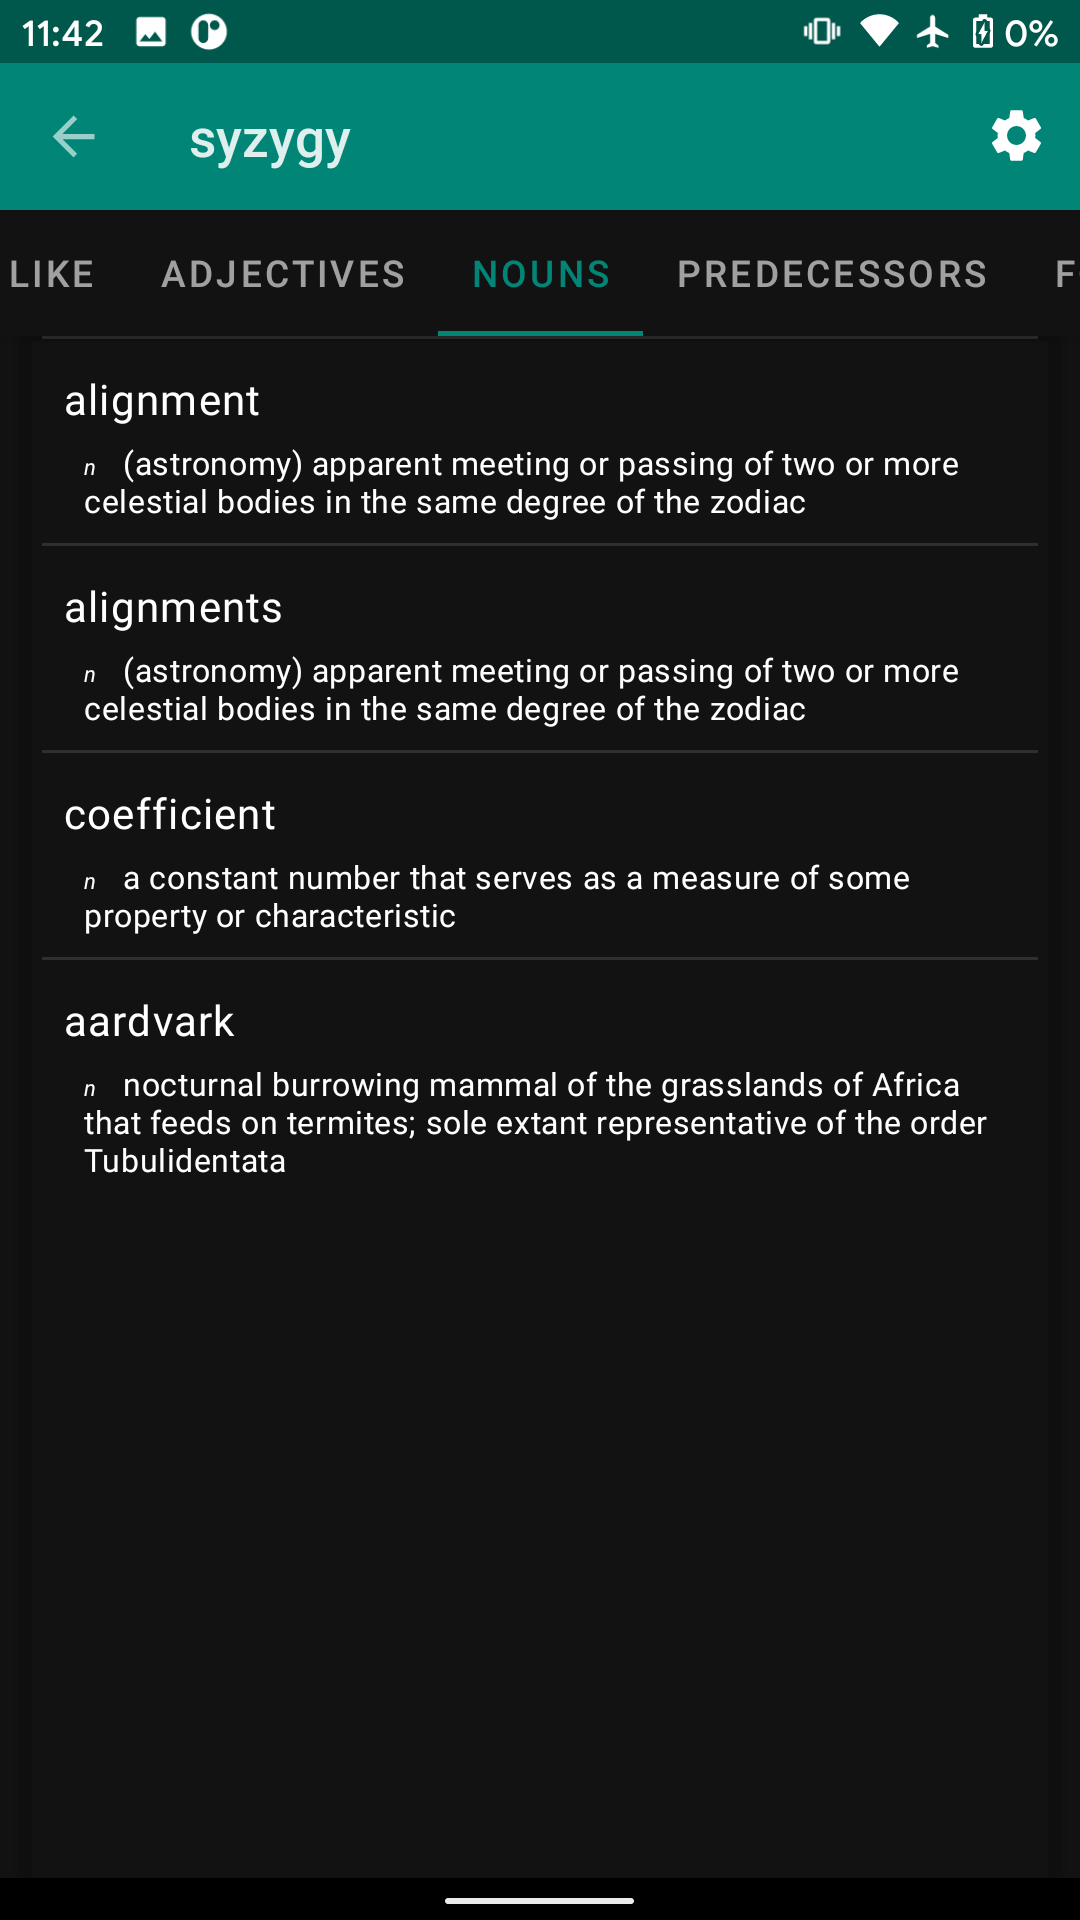 11:42 0%
syzygy
LIKE ADJECTIVES NOUNS PREDECESSORS F
alignment
n (astronomy) apparent meeting or passing of two or more
celestial bodies in the same degree of the zodiac
alignments
n (astronomy) apparent meeting or passing of two or more
celestial bodies in the same degree of the zodiac
coefficient
n a constant number that serves as a measure of some
property or characteristic
aardvark
n nocturnal burrowing mammal of the grasslands of Africa
that feeds on termites; sole extant representative of the order
Tubulidentata